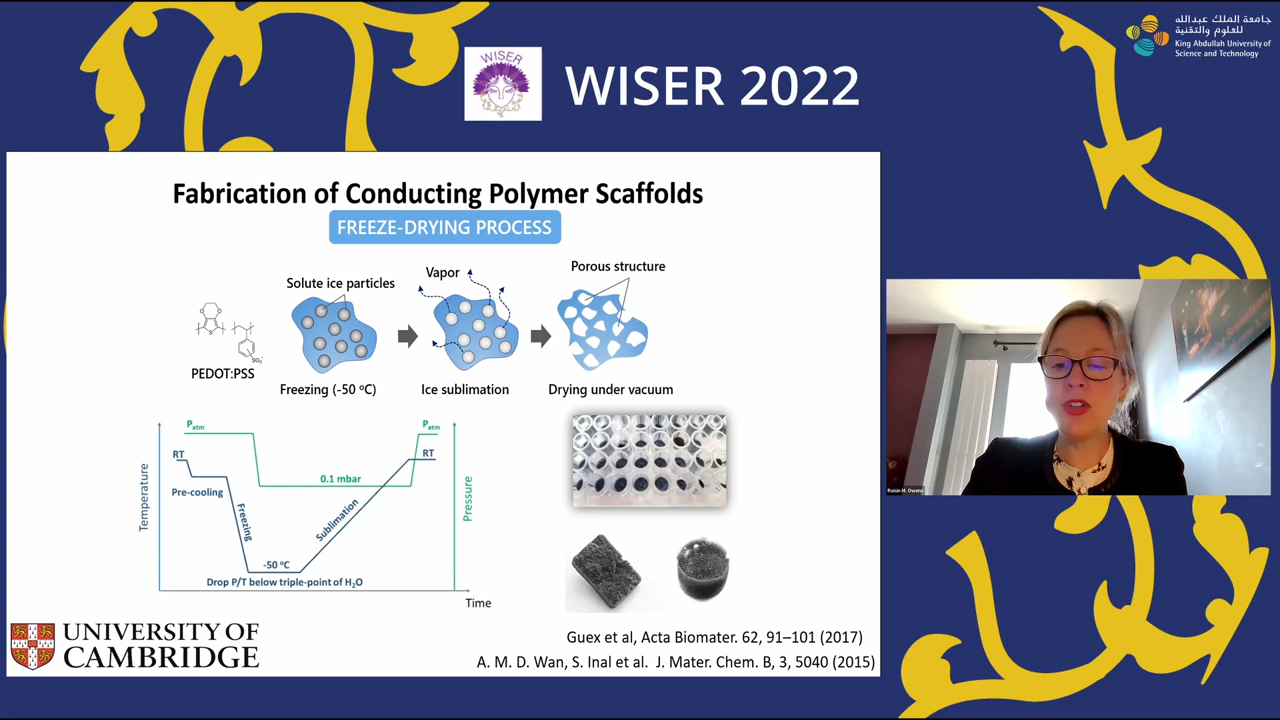 جامعة الملك عبدالله
للعلوم والتقنية
King Abdullah University of
Science and Technology
WISER
WISER 2022
Fabrication of Conducting Polymer Scaffolds
FREEZE-DRYING PROCESS
Solute ice particles
Vapor
Porous structure
SO₃⁻
PEDOT:PSS
Freezing (-50 °C)
Ice sublimation
Drying under vacuum
Temperature
Pressure
Patm
Patm
RT
RT
Pre-cooling
0.1 mbar
Freezing
Sublimation
-50 °C
Drop P/T below triple-point of H₂O
Time
Roisin M. Owens
UNIVERSITY OF
CAMBRIDGE
Guex et al, Acta Biomater. 62, 91–101 (2017)
A. M. D. Wan, S. Inal et al. J. Mater. Chem. B, 3, 5040 (2015)